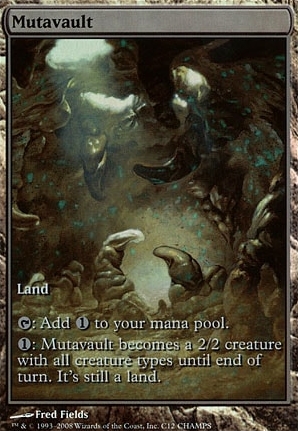 Mutavault
Land
: Add 1 to your mana pool.
1: Mutavault becomes a 2/2 creature
with all creature types until end of
turn. It's still a land.
Fred Fields
™ & © 1993-2008 Wizards of the Coast, Inc. C12 CHAMPS